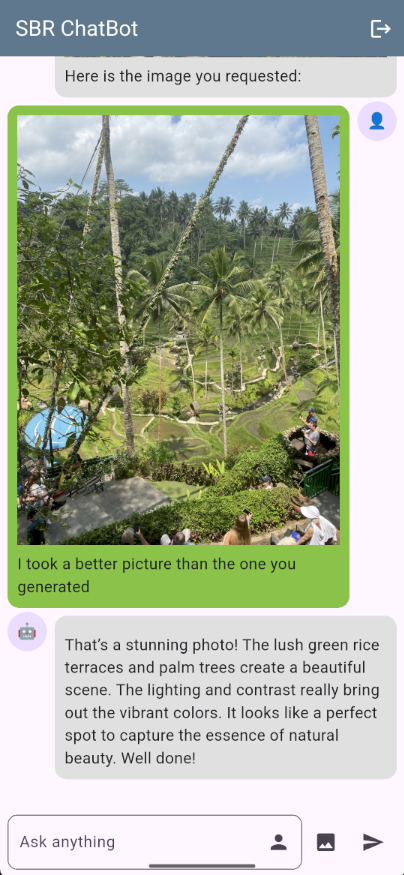 SBR ChatBot
Here is the image you requested:
I took a better picture than the one you
generated
That’s a stunning photo! The lush green rice
terraces and palm trees create a beautiful
scene. The lighting and contrast really bring
out the vibrant colors. It looks like a perfect
spot to capture the essence of natural
beauty. Well done!
Ask anything